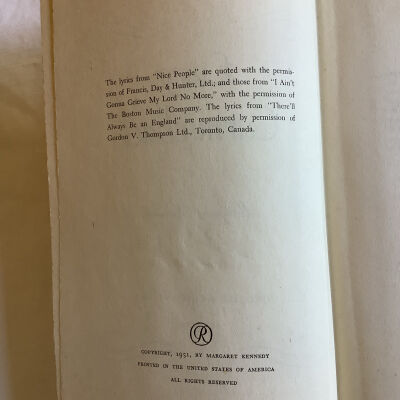 The lyrics from "Nice People" are quoted with the permis-
sion of Francis, Day & Hunter, Ltd.; and those from "I Ain't
Gonna Grieve My Lord No More," with the permission of
The Boston Music Company. The lyrics from "There'll
Always Be an England" are reproduced by permission of
Gordon V. Thompson Ltd., Toronto, Canada.
R
COPYRIGHT, 1951, BY MARGARET KENNEDY
PRINTED IN THE UNITED STATES OF AMERICA
ALL RIGHTS RESERVED